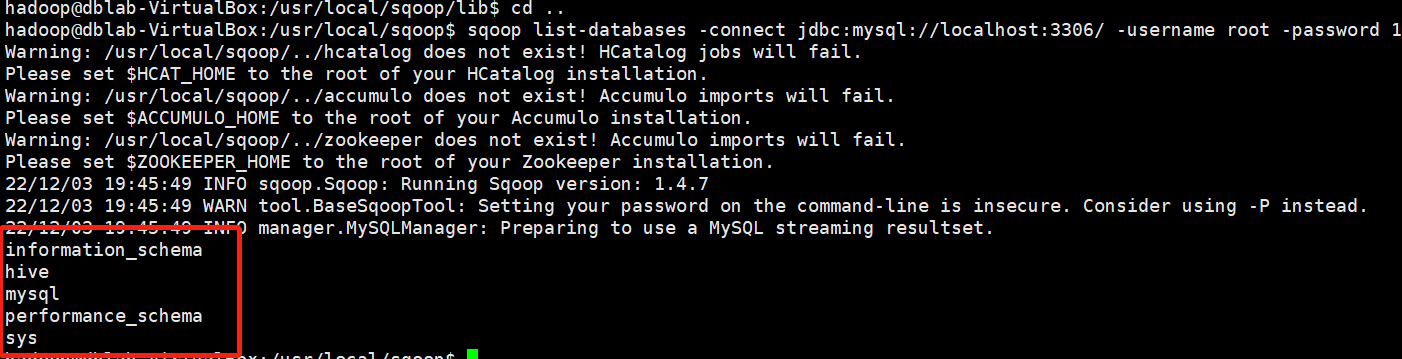 hadoop@dblab-VirtualBox:/usr/local/sqoop/lib$ cd ..
hadoop@dblab-VirtualBox:/usr/local/sqoop$ sqoop list-databases -connect jdbc:mysql://localhost:3306/ -username root -password 1
Warning: /usr/local/sqoop/../hcatalog does not exist! HCatalog jobs will fail.
Please set $HCAT_HOME to the root of your HCatalog installation.
Warning: /usr/local/sqoop/../accumulo does not exist! Accumulo imports will fail.
Please set $ACCUMULO_HOME to the root of your Accumulo installation.
Warning: /usr/local/sqoop/../zookeeper does not exist! Accumulo imports will fail.
Please set $ZOOKEEPER_HOME to the root of your Zookeeper installation.
22/12/03 19:45:49 INFO sqoop.Sqoop: Running Sqoop version: 1.4.7
22/12/03 19:45:49 WARN tool.BaseSqoopTool: Setting your password on the command-line is insecure. Consider using -P instead.
22/12/03 19:45:49 INFO manager.MySQLManager: Preparing to use a MySQL streaming resultset.
information_schema
hive
mysql
performance_schema
sys
hadoop@dblab-VirtualBox:/usr/local/sqoop$